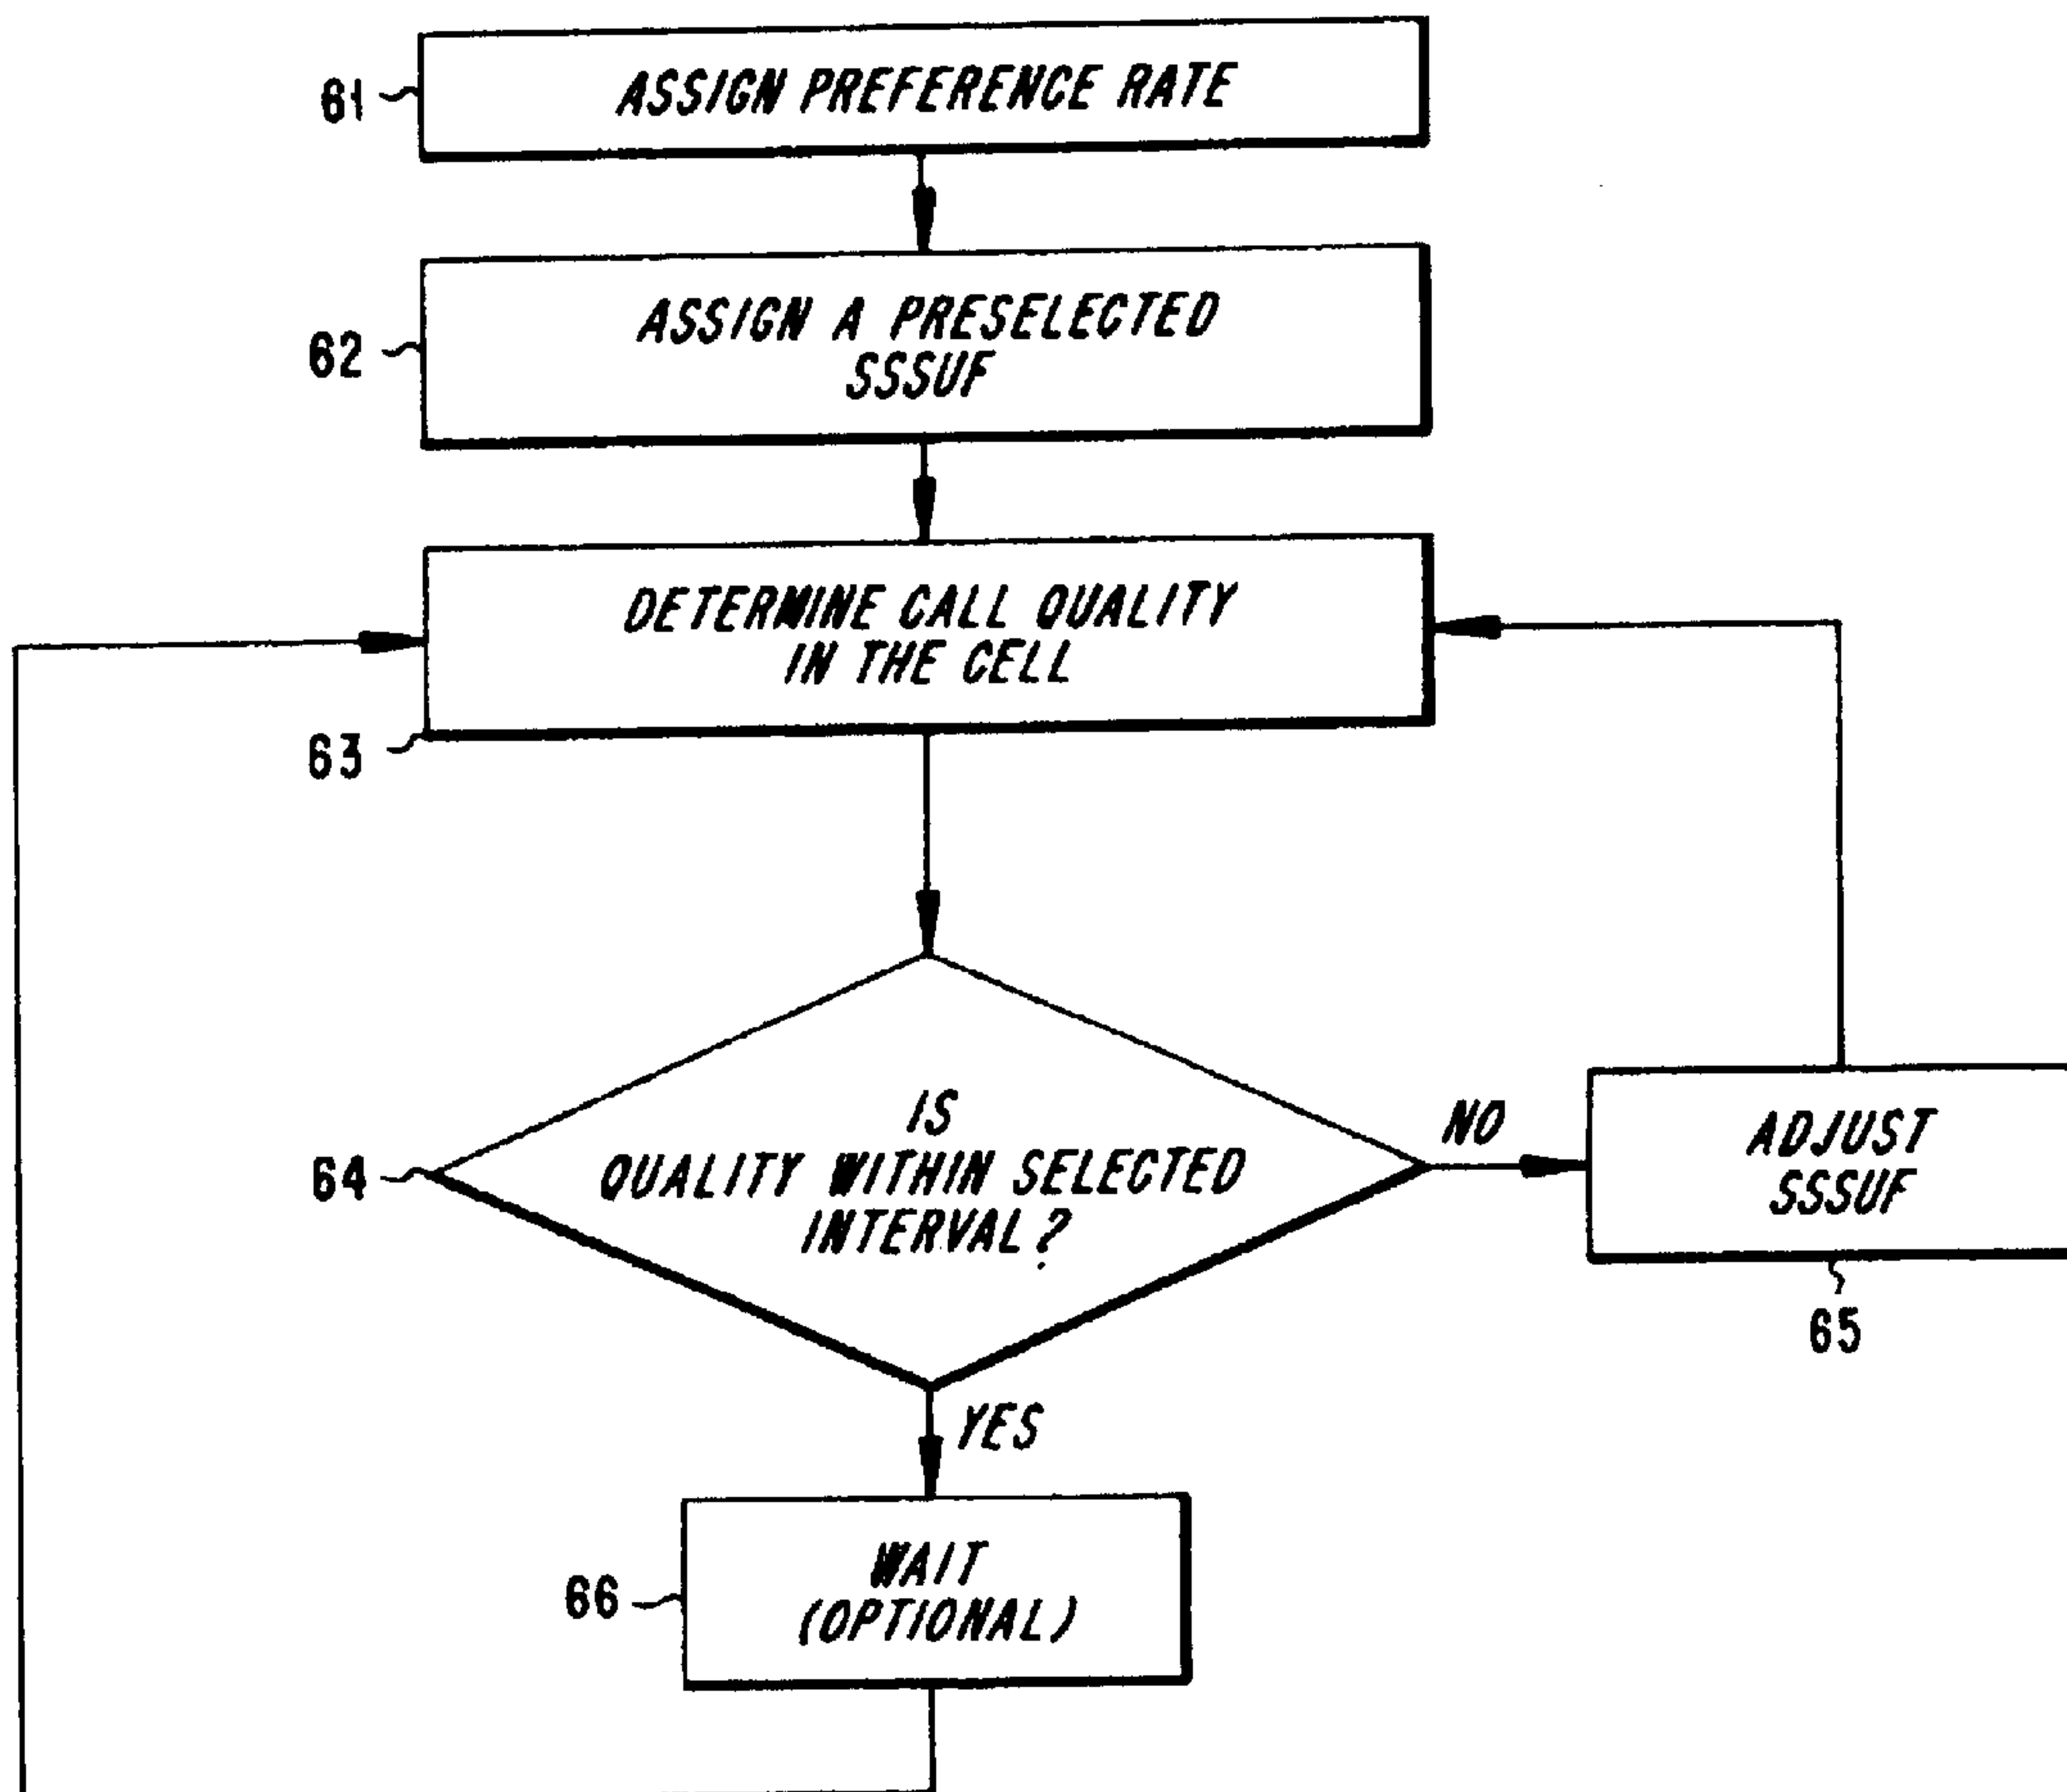 61
ASSIGN PREFERENCE RATE
62
ASSIGN A PRESELECTED
SSSUF
DETERMINE CALL QUALITY
IN THE CELL
63
64
IS
QUALITY WITHIN SELECTED
INTERVAL?
NO
ADJUST
SSSUF
65
YES
66
WAIT
(OPTIONAL)